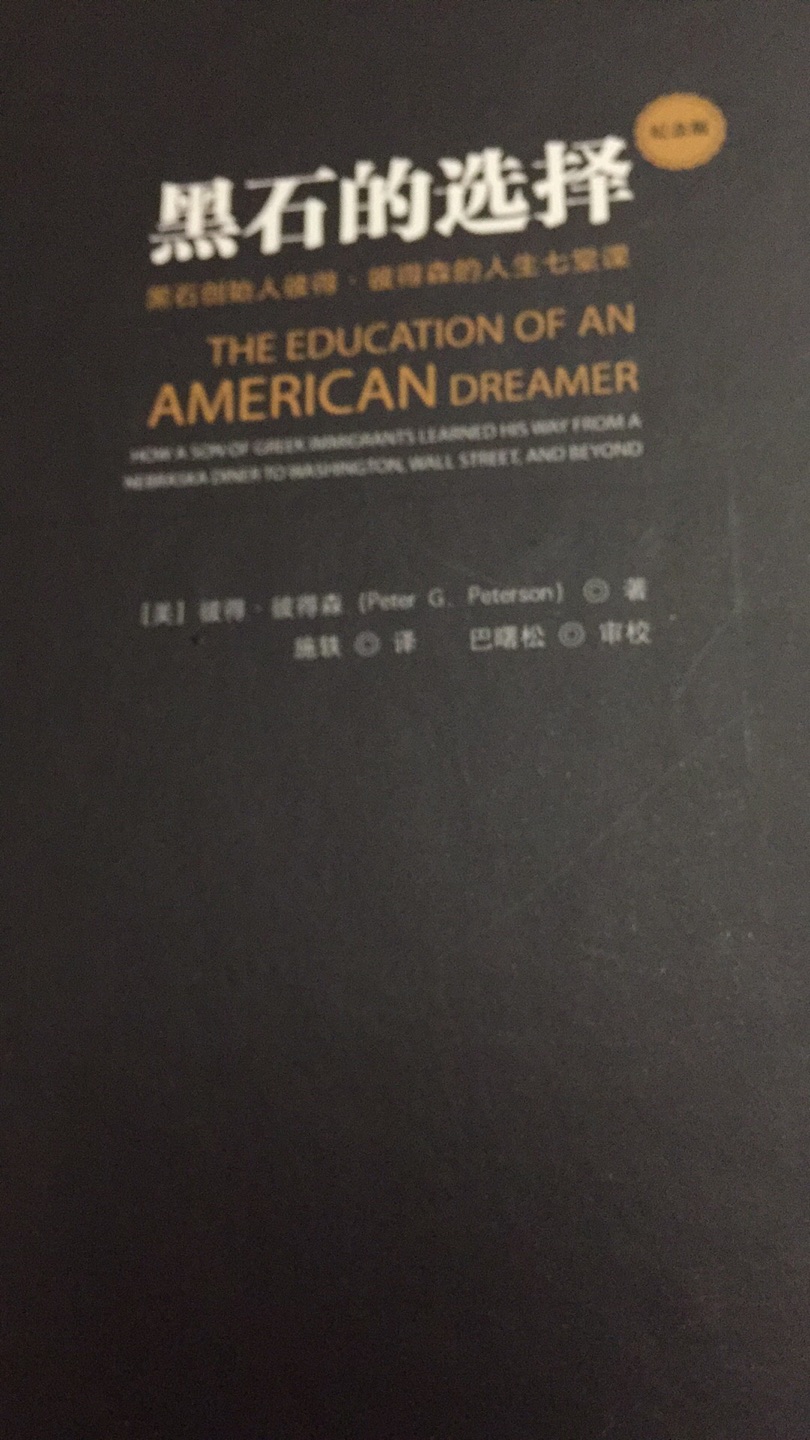 纪念版
黑石的选择
黑石创始人彼得·彼得森的人生七堂课
THE EDUCATION OF AN
AMERICAN DREAMER
HOW A SON OF GREEK IMMIGRANTS LEARNED HIS WAY FROM A
NEBRASKA DINER TO WASHINGTON, WALL STREET, AND BEYOND
[美] 彼得·彼得森 (Peter G. Peterson) ◎ 著
施轶 ◎ 译 巴曙松 ◎ 审校